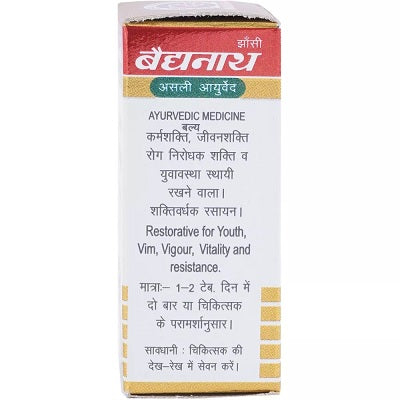 झाँसी
बैद्यनाथ
असली आयुर्वेद
AYURVEDIC MEDICINE
बल्य
कर्मशक्ति, जीवनशक्ति
रोग निरोधक शक्ति व
युवावस्था स्थायी
रखने वाला।
शक्तिवर्धक रसायन।
Restorative for Youth,
Vim, Vigour, Vitality and
resistance.
मात्राः– 1–2 टेब. दिन में
दो बार या चिकित्सक
के परामर्शानुसार।
सावधानी : चिकित्सक की
देख-रेख में सेवन करें।